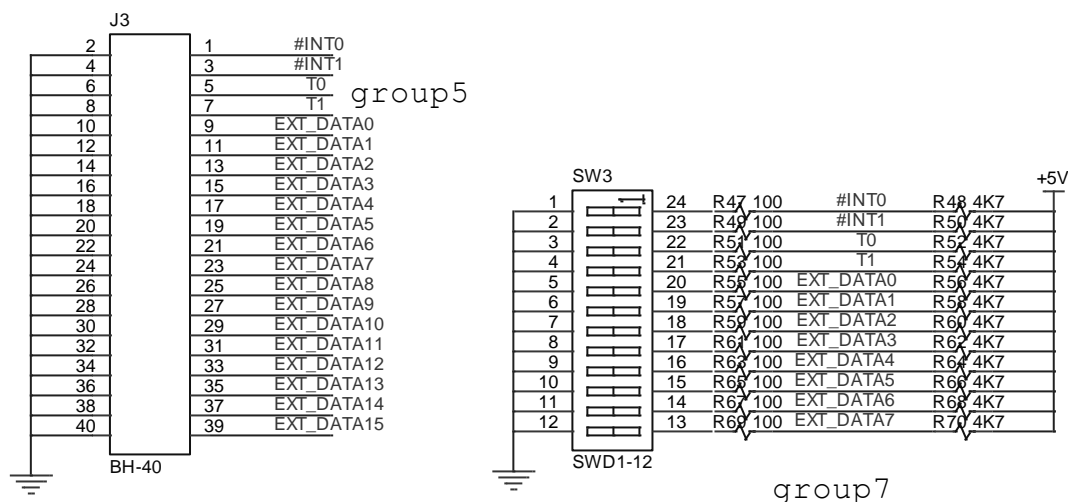 J3
2 1 #INT0
4 3 #INT1
6 5 T0
8 7 T1
group5
10 9 EXT_DATA0
12 11 EXT_DATA1
14 13 EXT_DATA2
16 15 EXT_DATA3
18 17 EXT_DATA4
20 19 EXT_DATA5
22 21 EXT_DATA6
24 23 EXT_DATA7
26 25 EXT_DATA8
28 27 EXT_DATA9
30 29 EXT_DATA10
32 31 EXT_DATA11
34 33 EXT_DATA12
36 35 EXT_DATA13
38 37 EXT_DATA14
40 39 EXT_DATA15
BH-40
SW3
+5V
1 24 R47 100 #INT0 R48 4K7
2 23 R49 100 #INT1 R50 4K7
3 22 R51 100 T0 R52 4K7
4 21 R53 100 T1 R54 4K7
5 20 R55 100 EXT_DATA0 R56 4K7
6 19 R57 100 EXT_DATA1 R58 4K7
7 18 R59 100 EXT_DATA2 R60 4K7
8 17 R61 100 EXT_DATA3 R62 4K7
9 16 R63 100 EXT_DATA4 R64 4K7
10 15 R65 100 EXT_DATA5 R66 4K7
11 14 R67 100 EXT_DATA6 R68 4K7
12 13 R69 100 EXT_DATA7 R70 4K7
SWD1-12
group7